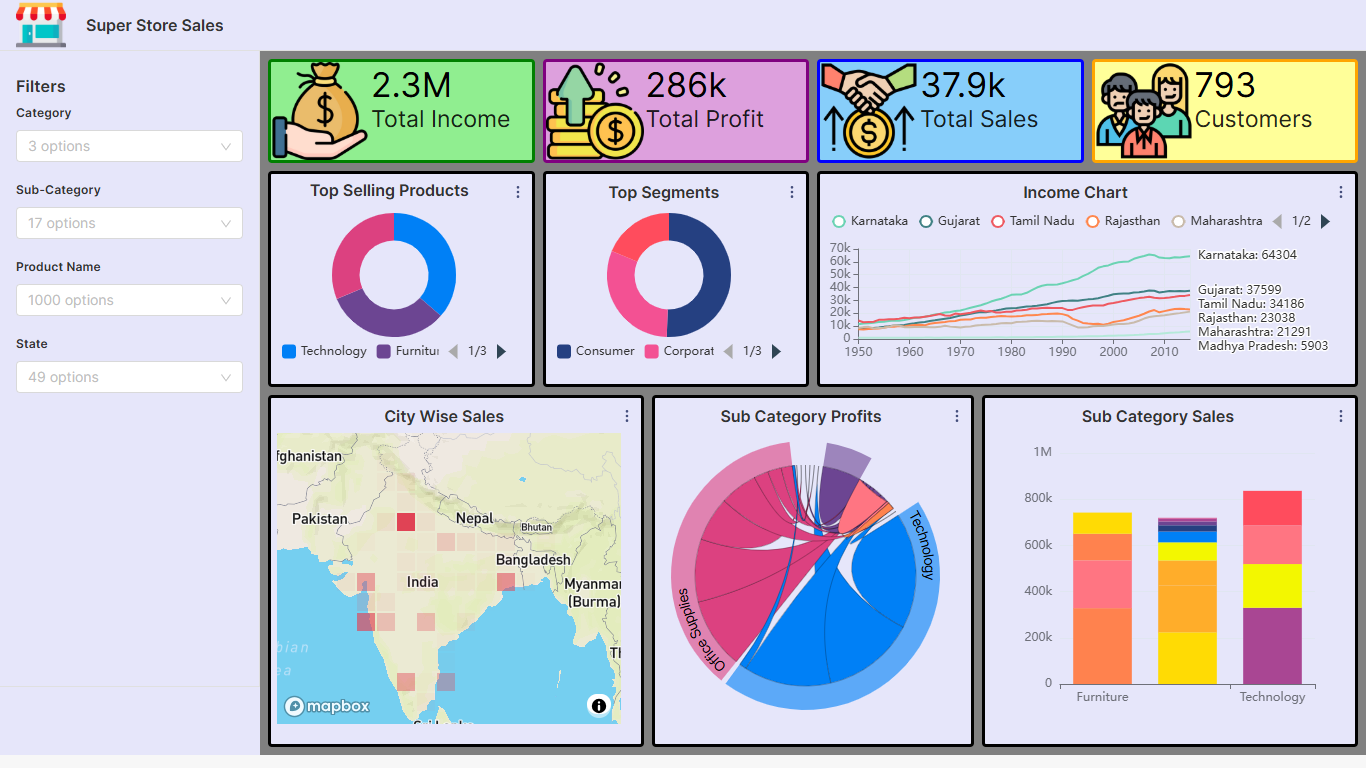 Super Store Sales
Filters
Category
3 options
Sub-Category
17 options
Product Name
1000 options
State
49 options
2.3M
Total Income
286k
Total Profit
37.9k
Total Sales
793
Customers
Top Selling Products
Technology Furnitur 1/3
Top Segments
Consumer Corporat 1/3
Income Chart
Karnataka Gujarat Tamil Nadu Rajasthan Maharashtra 1/2
70k
60k
50k
40k
30k
20k
10k
0
1950 1960 1970 1980 1990 2000 2010
Karnataka: 64304
Gujarat: 37599
Tamil Nadu: 34186
Rajasthan: 23038
Maharashtra: 21291
Madhya Pradesh: 5903
City Wise Sales
fghanistan
Pakistan
Nepal
Bhutan
Bangladesh
India
Myanmar
(Burma)
mapbox
Sub Category Profits
Technology
Office Supplies
Sub Category Sales
1M
800k
600k
400k
200k
0
Furniture Technology